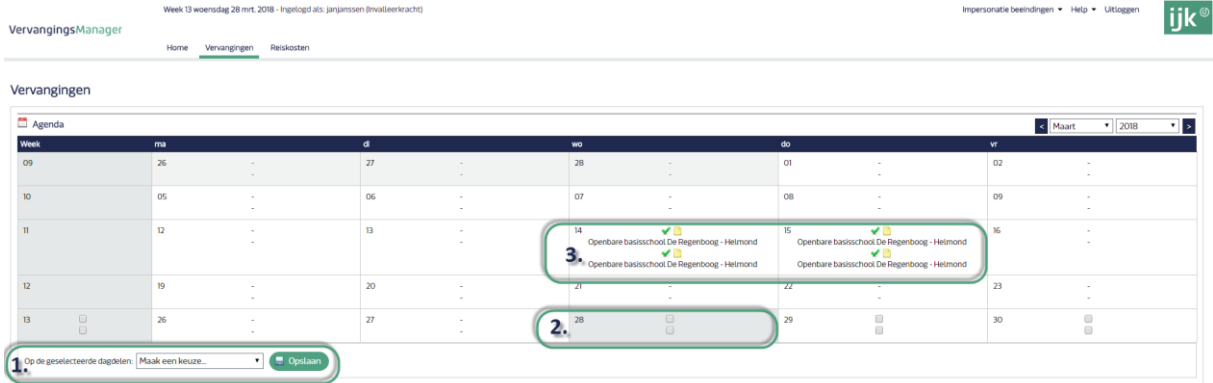 Week 13 woensdag 28 mrt. 2018 - Ingelogd als: janjanssen (Invalleerkracht)
Impersonatie beeindingen ▾ Help ▾ Uitloggen
ijk
VervangingsManager
Home Vervangingen Reiskosten
Vervangingen
Agenda
< Maart 2018 >
Week ma di wo do vr
09 26 - 27 - 28 - 01 - 02 -
- - - - -
10 05 - 06 - 07 - 08 - 09 -
- - - - -
11 12 - 13 - 14 15 16 -
- - Openbare basisschool De Regenboog - Helmond Openbare basisschool De Regenboog - Helmond -
3.
Openbare basisschool De Regenboog - Helmond Openbare basisschool De Regenboog - Helmond
12 19 - 20 - 21 - 22 - 23 -
- - - - -
13 26 - 27 - 28 29 30
- -
2.
1.
Op de geselecteerde dagdelen: Maak een keuze... Opslaan